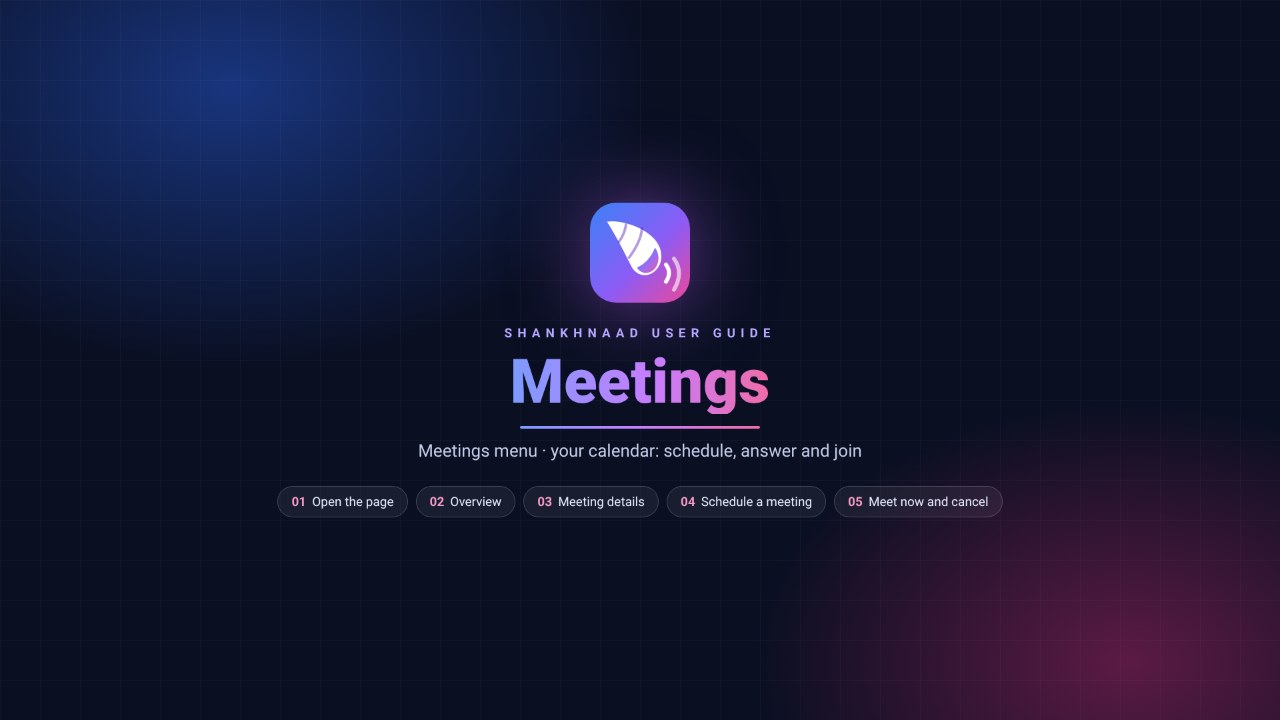 SHANKHNAAD USER GUIDE
Meetings
Meetings menu · your calendar: schedule, answer and join
01 Open the page 02 Overview 03 Meeting details 04 Schedule a meeting 05 Meet now and cancel